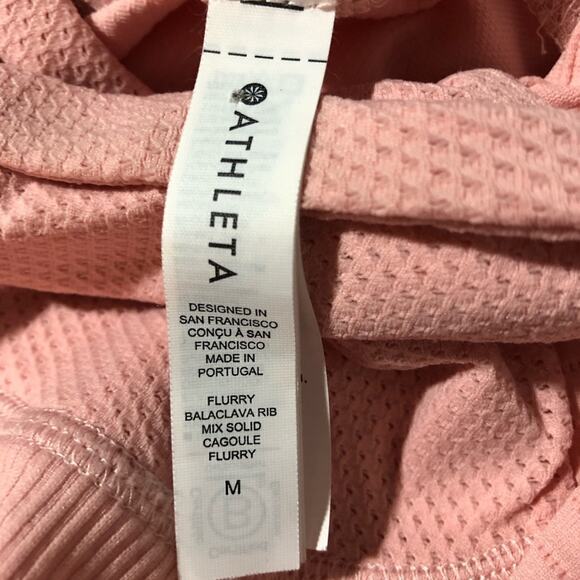 ATHLETA
DESIGNED IN
SAN FRANCISCO
CONÇU À SAN
FRANCISCO
MADE IN
PORTUGAL
FLURRY
BALACLAVA RIB
MIX SOLID
CAGOULE
FLURRY
M